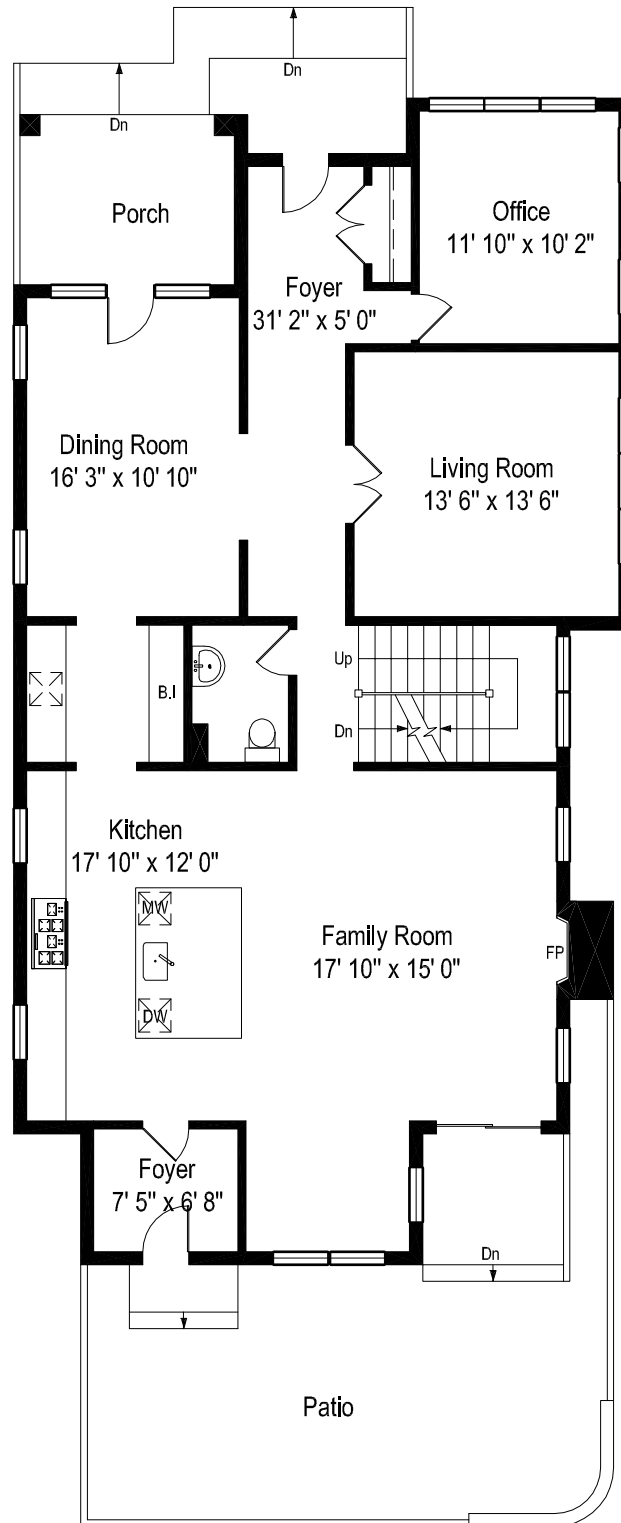 Dn
Dn
Porch
Office
11' 10" x 10' 2"
Foyer
31' 2" x 5' 0"
Dining Room
16' 3" x 10' 10"
Living Room
13' 6" x 13' 6"
Up
B.I
Dn
Kitchen
17' 10" x 12' 0"
MW
Family Room
17' 10" x 15' 0"
FP
DW
Foyer
7' 5" x 6' 8"
Dn
Patio